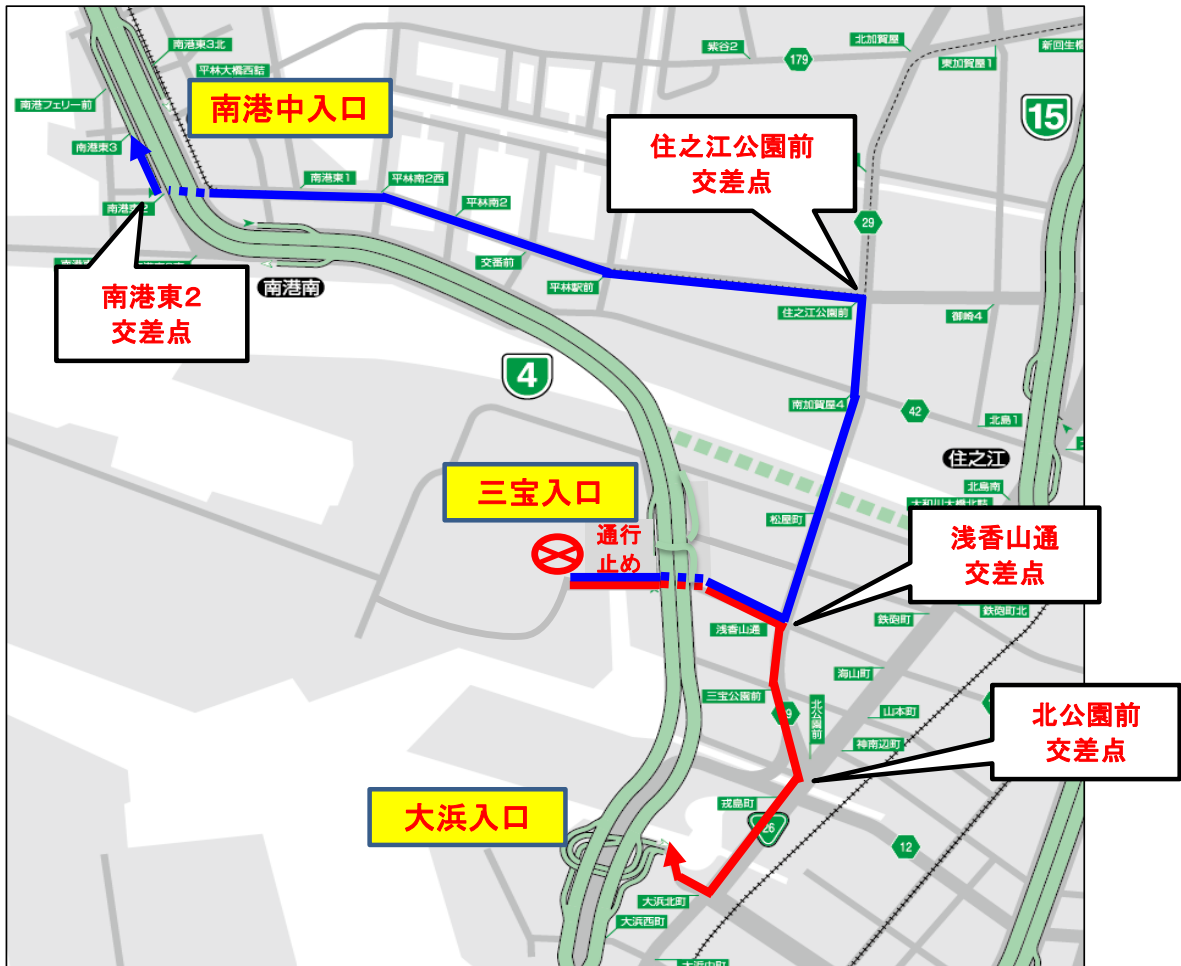 南港東3北
平林大橋西詰
南港フェリー前
南港東3
南港中入口
紫谷2
179
北加賀屋
東加賀屋1
15
住之江公園前
交差点
南港東1
平林南2西
平林南2
交番前
平林駅前
29
南港南
南港東2
交差点
住之江公園前
御崎4
4
南加賀屋4
42
北島1
住之江
北島南
三宝入口
通行
止め
松屋町
浅香山通
交差点
浅香山通
鉄砲町
鉄砲町北
海山町
三宝公園前
北公園前
山本町
神南辺町
北公園前
交差点
大浜入口
戎島町
26
12
大浜北町
大浜西町